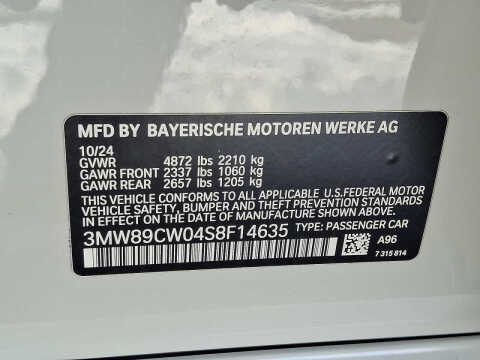 MFD BY BAYERISCHE MOTOREN WERKE AG
10/24
GVWR 4872 lbs 2210 kg
GAWR FRONT 2337 lbs 1060 kg
GAWR REAR 2657 lbs 1205 kg
THIS VEHICLE CONFORMS TO ALL APPLICABLE U.S.FEDERAL MOTOR
VEHICLE SAFETY, BUMPER AND THEFT PREVENTION STANDARDS IN
EFFECT ON THE DATE OF MANUFACTURE SHOWN ABOVE.
3MW89CW04S8F14635 TYPE: PASSENGER CAR
A96
7 315 814